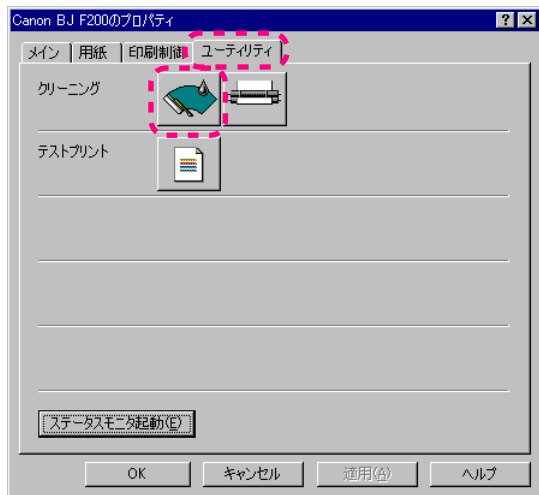 Canon BJ F200のプロパティ
メイン 用紙 印刷制御 ユーティリティ
クリーニング
テストプリント
ステータスモニタ起動(E)
OK キャンセル 適用(A) ヘルプ